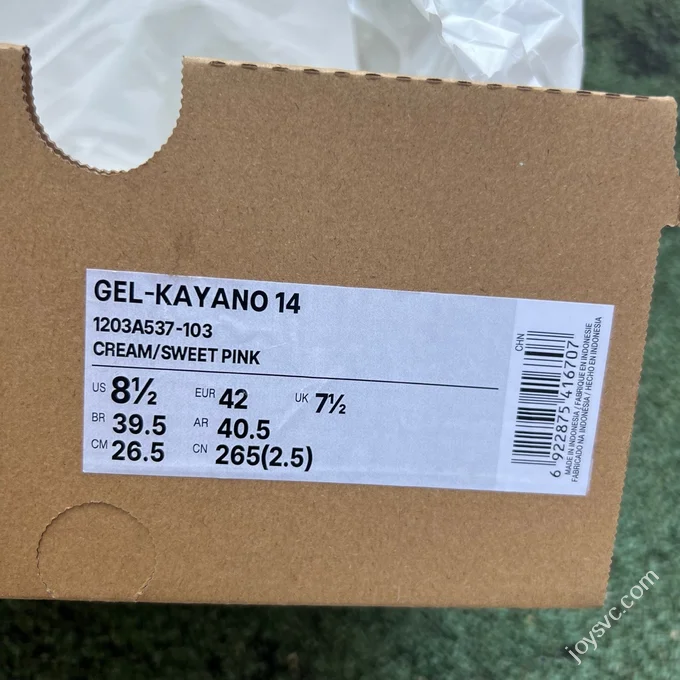 GEL-KAYANO 14
1203A537-103
CREAM/SWEET PINK
US 8½ EUR 42 UK 7½
BR 39.5 AR 40.5
CM 26.5 CN 265(2.5)
CHN
6 922875 416707
MADE IN INDONESIA / FABRIQUE EN INDONESIE
FABRICADO NA INDONESIA / HECHO EN INDONESIA
joysvc.com